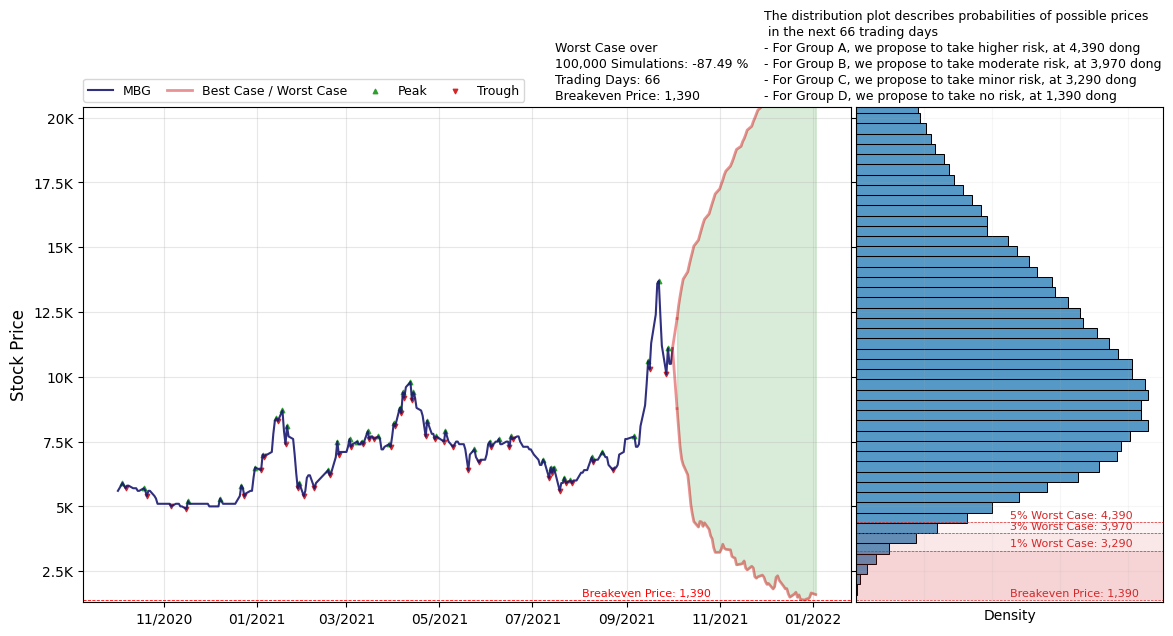 The distribution plot describes probabilities of possible prices
in the next 66 trading days
- For Group A, we propose to take higher risk, at 4,390 dong
- For Group B, we propose to take moderate risk, at 3,970 dong
- For Group C, we propose to take minor risk, at 3,290 dong
- For Group D, we propose to take no risk, at 1,390 dong
Worst Case over
100,000 Simulations: -87.49 %
Trading Days: 66
Breakeven Price: 1,390
MBG Best Case / Worst Case Peak Trough
Stock Price
20K
17.5K
15K
12.5K
10K
7.5K
5K
2.5K
Breakeven Price: 1,390
11/2020 01/2021 03/2021 05/2021 07/2021 09/2021 11/2021 01/2022
5% Worst Case: 4,390
3% Worst Case: 3,970
1% Worst Case: 3,290
Breakeven Price: 1,390
Density